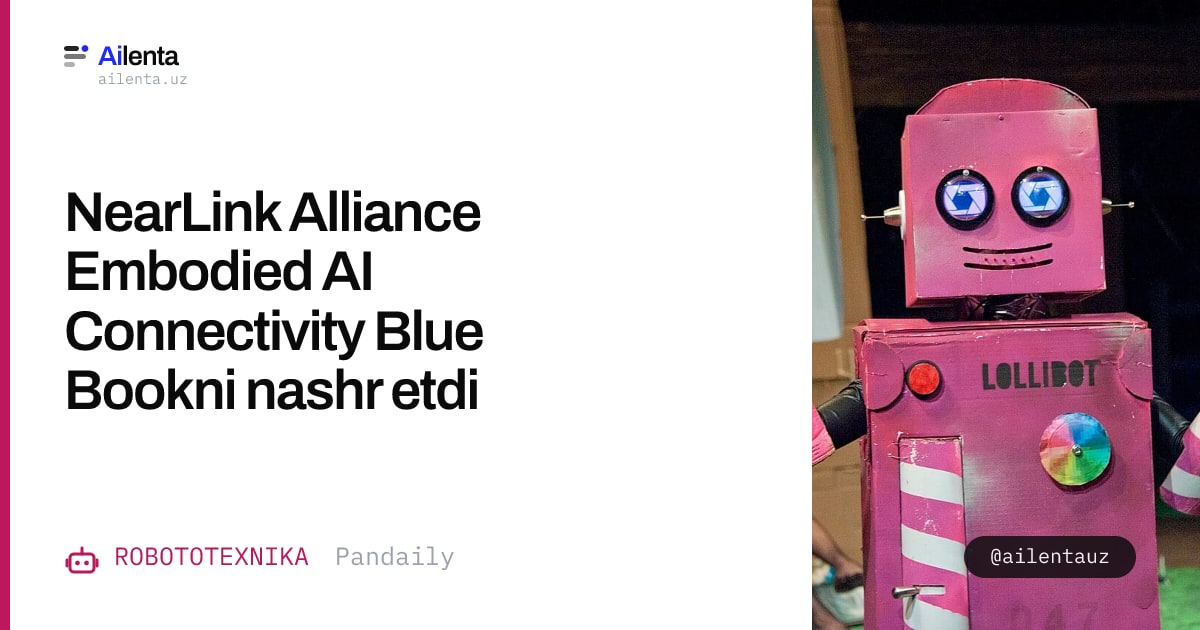 Ailenta
ailenta.uz
NearLink Alliance
Embodied AI
Connectivity Blue
Bookni nashr etdi
ROBOTOTEXNIKA Pandaily
LOLLIBOT
@ailentauz